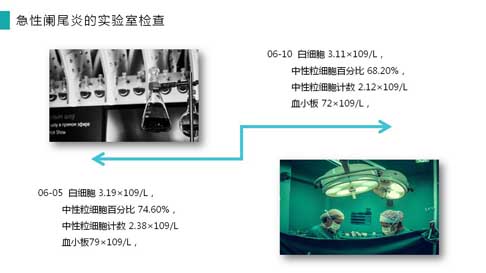 急性阑尾炎的实验室检查
06-10 白细胞 3.11×109/L，
中性粒细胞百分比 68.20%，
中性粒细胞计数 2.12×109/L
血小板 72×109/L，
06-05 白细胞 3.19×109/L，
中性粒细胞百分比 74.60%，
中性粒细胞计数 2.38×109/L
血小板79×109/L，